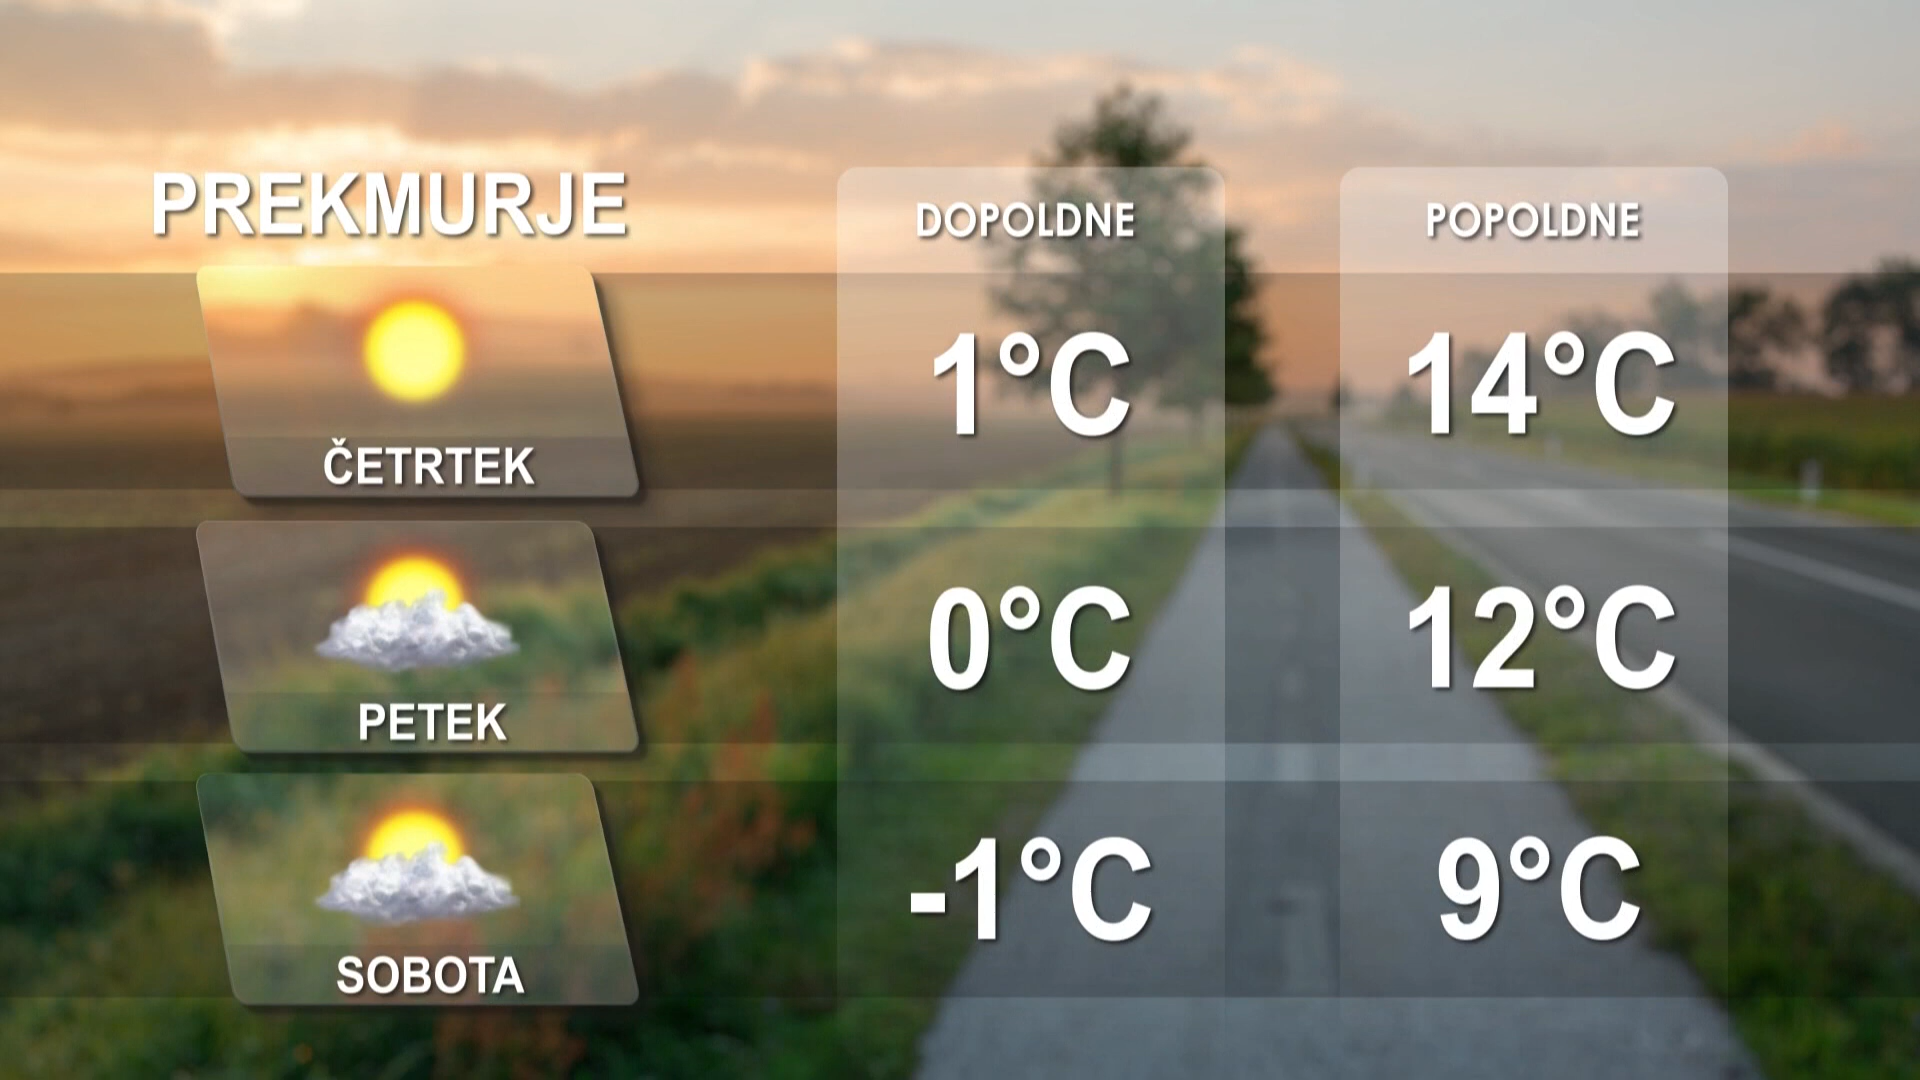 PREKMURJE
DOPOLDNE POPOLDNE
ČETRTEK 1°C 14°C
PETEK 0°C 12°C
SOBOTA -1°C 9°C